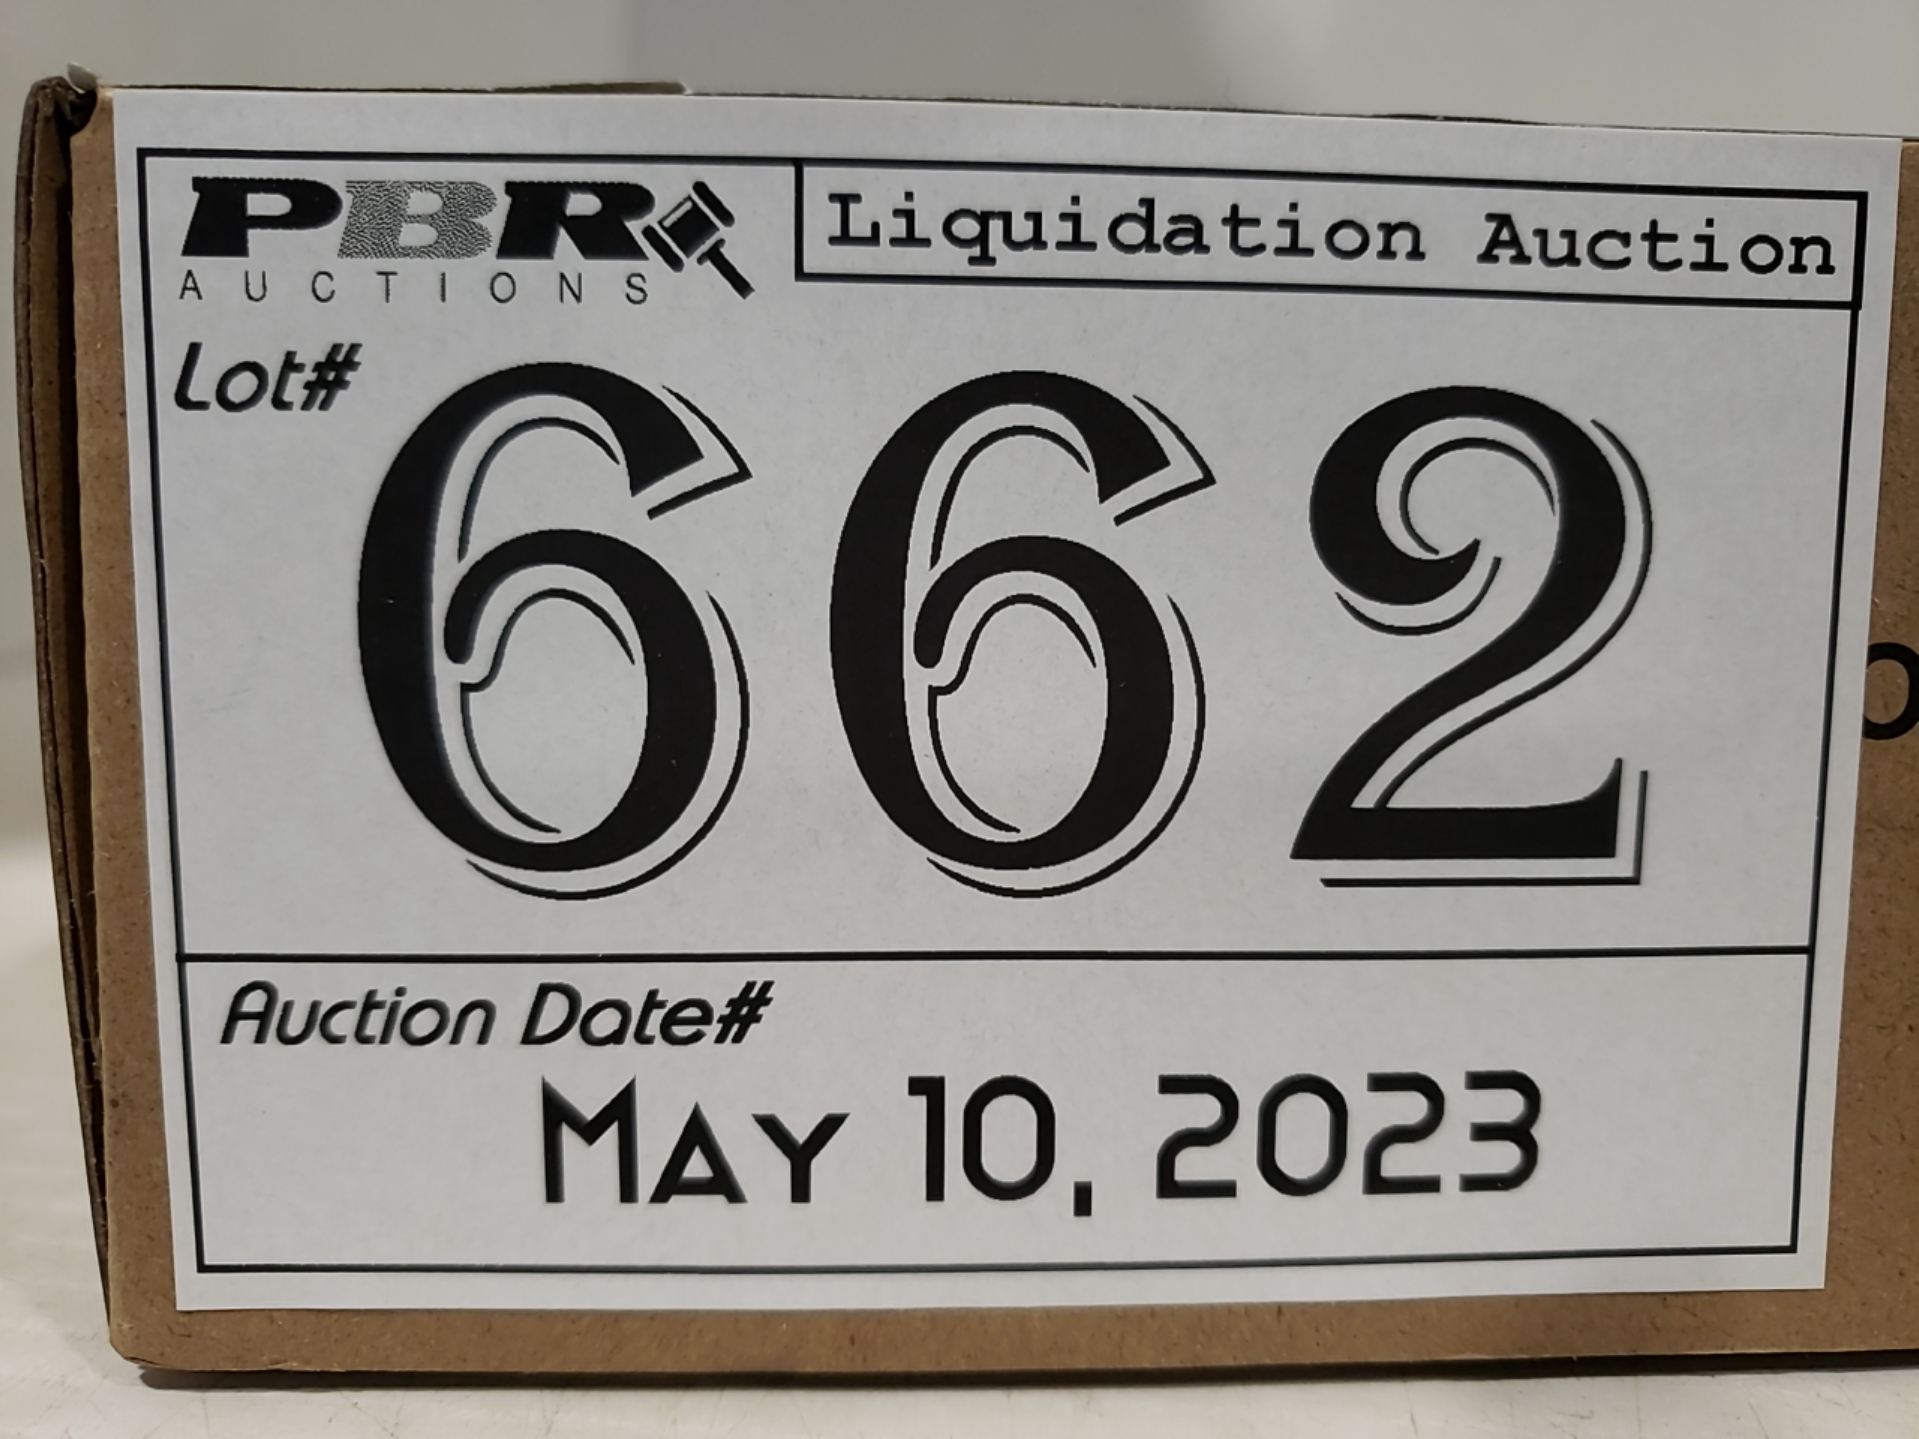 PBR
AUCTIONS
Liquidation Auction
Lot#
662
Auction Date#
May 10, 2023